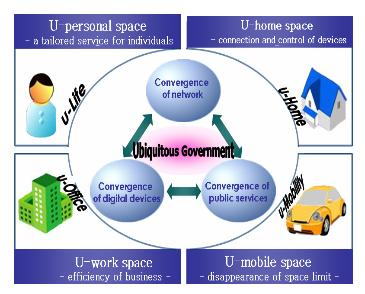 U-personal space
- a tailored service for individuals
U-home space
- connection and control of devices
u-Life
Convergence
of network
u-Home
Ubiquitous Government
u-Office
Convergence
of digital devices
Convergence of
public services
u-Mobility
U-work space
- efficiency of business -
U-mobile space
- disappearance of space limit -